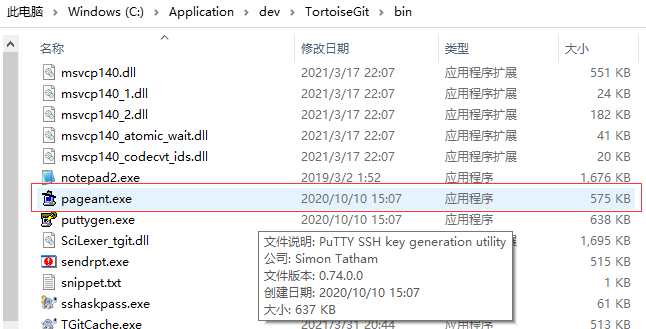 此电脑 > Windows (C:) > Application > dev > TortoiseGit > bin
名称 修改日期 类型 大小
msvcp140.dll 2021/3/17 22:07 应用程序扩展 551 KB
msvcp140_1.dll 2021/3/17 22:07 应用程序扩展 24 KB
msvcp140_2.dll 2021/3/17 22:07 应用程序扩展 182 KB
msvcp140_atomic_wait.dll 2021/3/17 22:07 应用程序扩展 41 KB
msvcp140_codecvt_ids.dll 2021/3/17 22:07 应用程序扩展 20 KB
notepad2.exe 2019/3/2 1:52 应用程序 1,676 KB
pageant.exe 2020/10/10 15:07 应用程序 575 KB
puttygen.exe 2020/10/10 15:07 应用程序 638 KB
SciLexer_tgit.dll 1,695 KB
sendrpt.exe 应用程序 515 KB
snippet.txt 1 KB
sshaskpass.exe 应用程序 61 KB
TGitCache.exe 2021/3/31 20:44 应用程序 513 KB
文件说明: PuTTY SSH key generation utility
公司: Simon Tatham
文件版本: 0.74.0.0
创建日期: 2020/10/10 15:07
大小: 637 KB